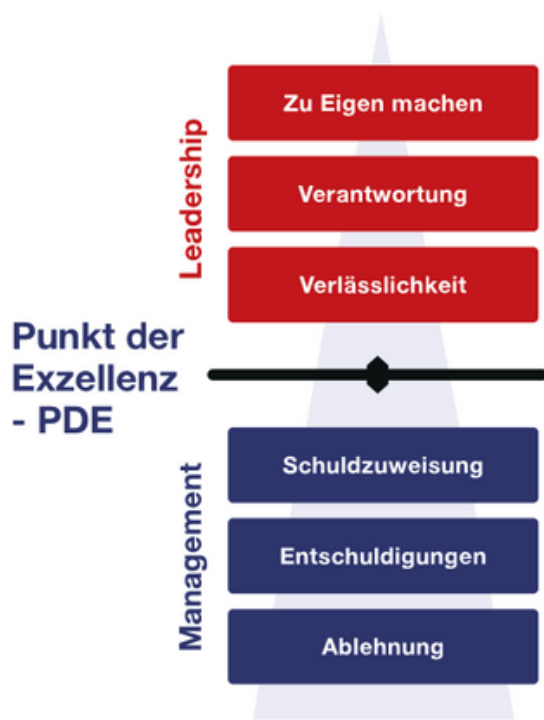 Zu Eigen machen
Verantwortung
Verlässlichkeit
Leadership
Punkt der
Exzellenz
- PDE
Schuldzuweisung
Entschuldigungen
Ablehnung
Management